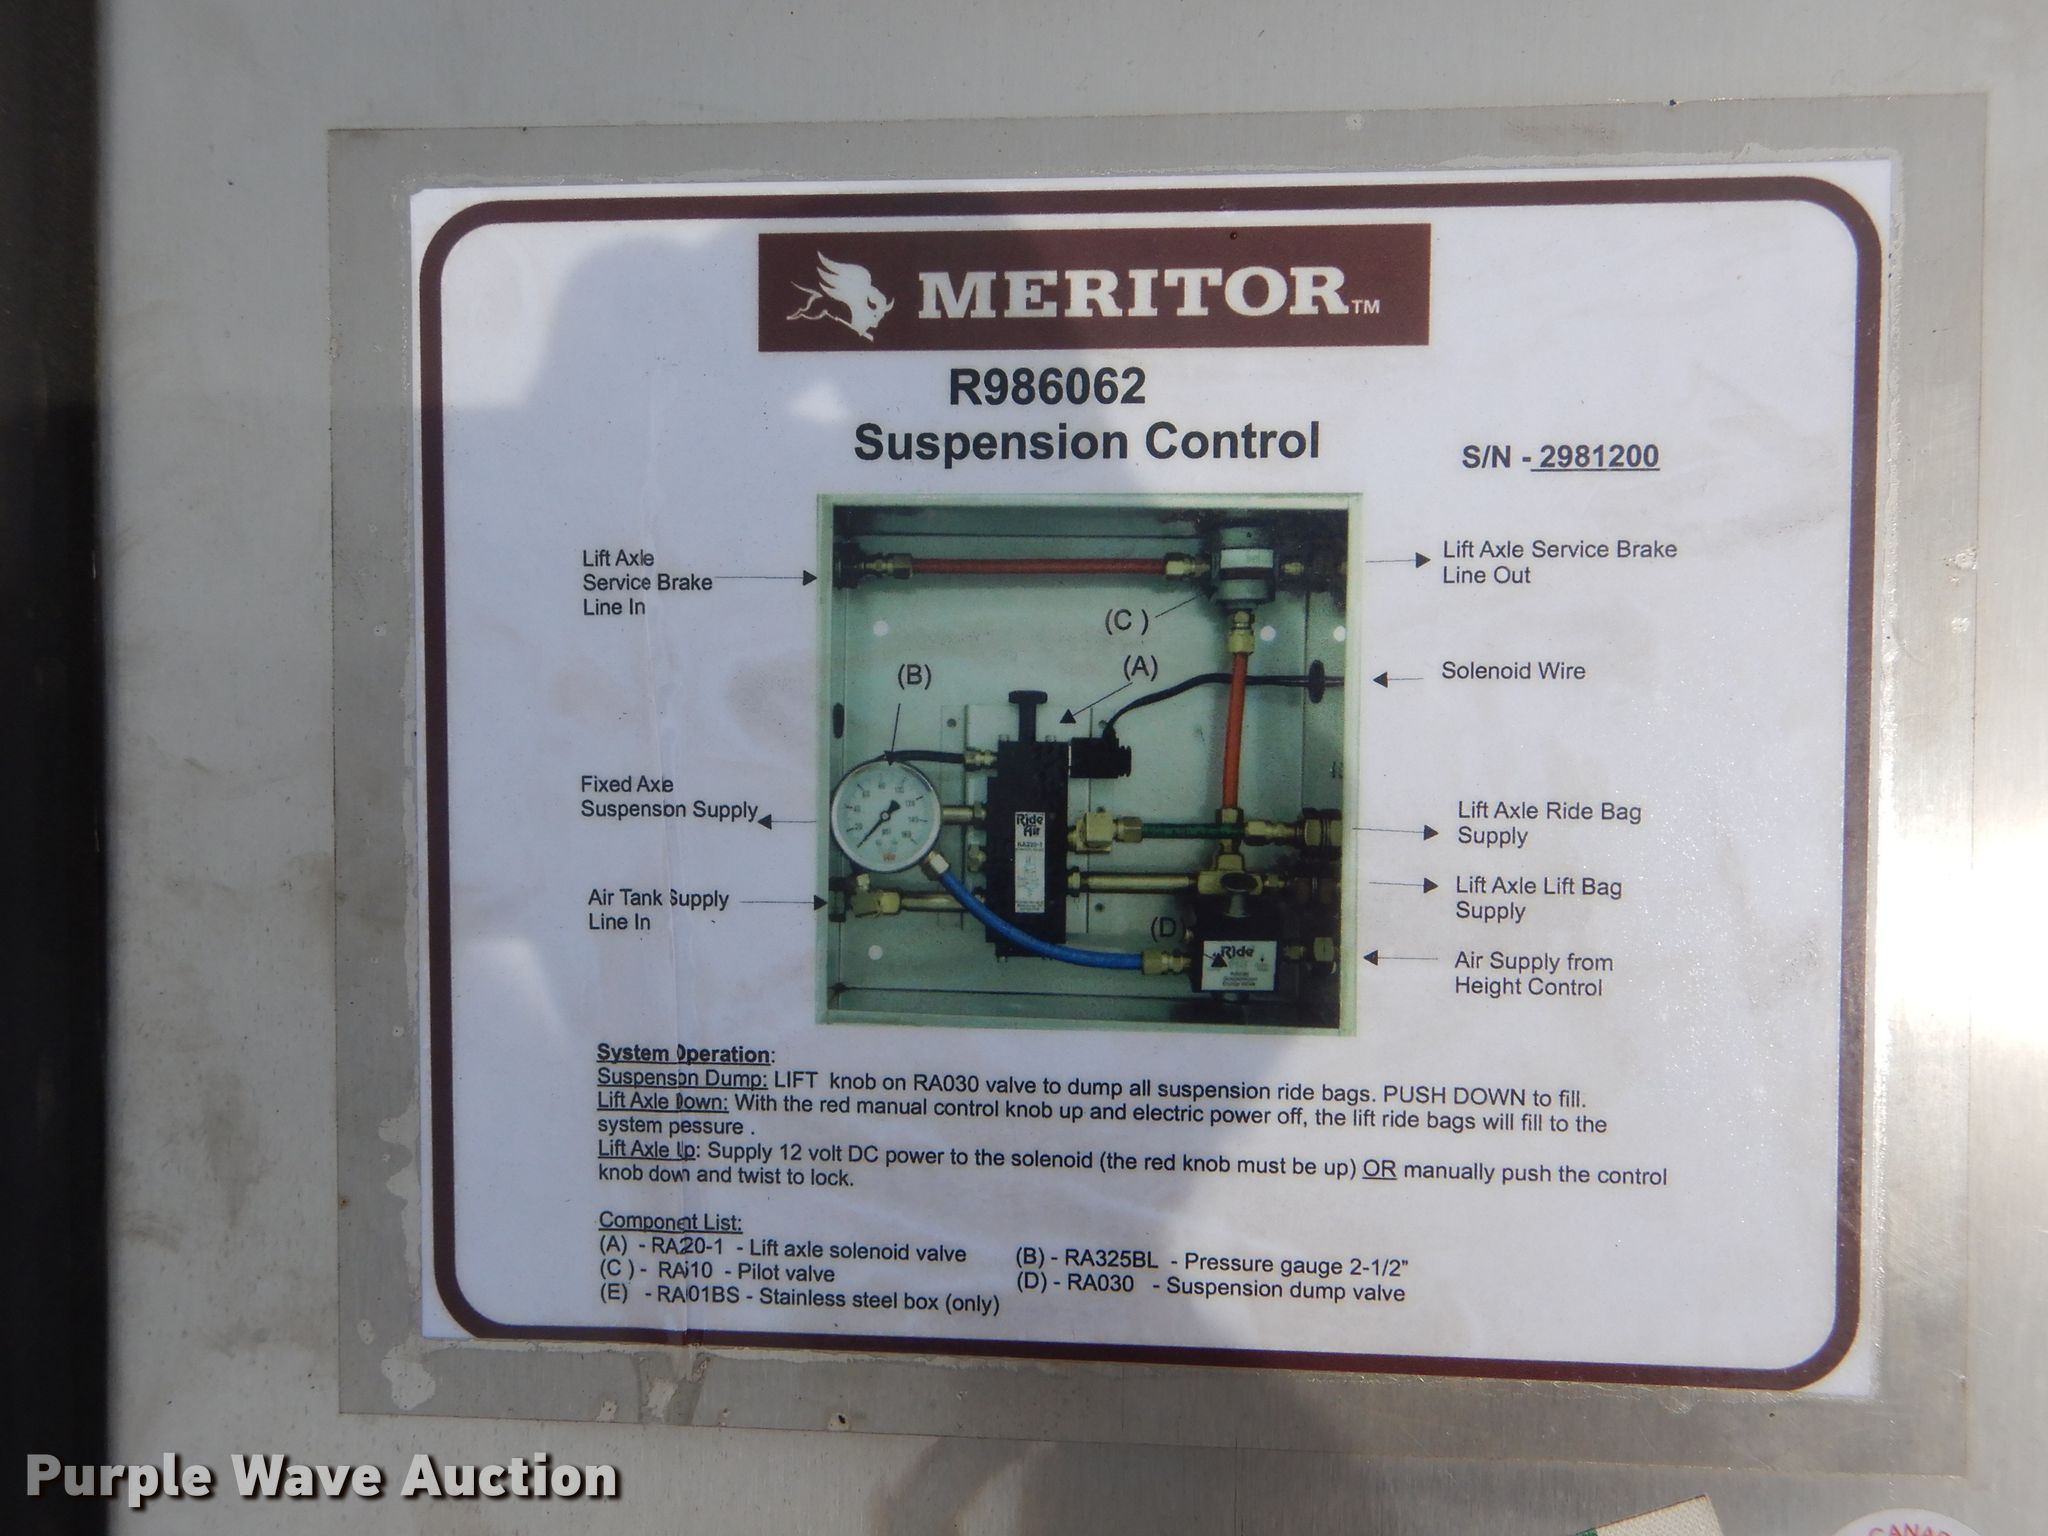 MERITOR™
R986062
Suspension Control
S/N - 2981200
Lift Axle
Service Brake
Line In
Lift Axle Service Brake
Line Out
(C )
(A)
(B)
Solenoid Wire
Fixed Axle
Suspension Supply
Ride
Air
Lift Axle Ride Bag
Supply
Air Tank Supply
Line In
Lift Axle Lift Bag
Supply
(D)
Ride
Air Supply from
Height Control
System Operation:
Suspenson Dump: LIFT knob on RA030 valve to dump all suspension ride bags. PUSH DOWN to fill.
Lift Axle Down: With the red manual control knob up and electric power off, the lift ride bags will fill to the
system pessure .
Lift Axle Up: Supply 12 volt DC power to the solenoid (the red knob must be up) OR manually push the control
knob down and twist to lock.
Component List:
(A) - RA220-1 - Lift axle solenoid valve
(B) - RA325BL - Pressure gauge 2-1/2"
(C ) - - Pilot valve
(D) - RA030 - Suspension dump valve
(E) - - Stainless steel box (only)
Purple Wave Auction